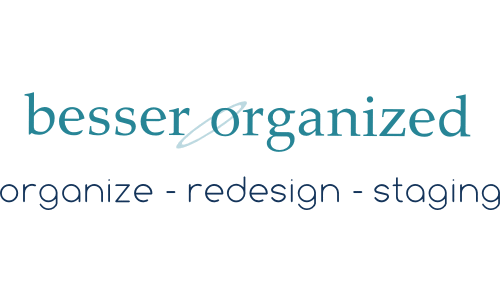 besser organized
organize - redesign - staging